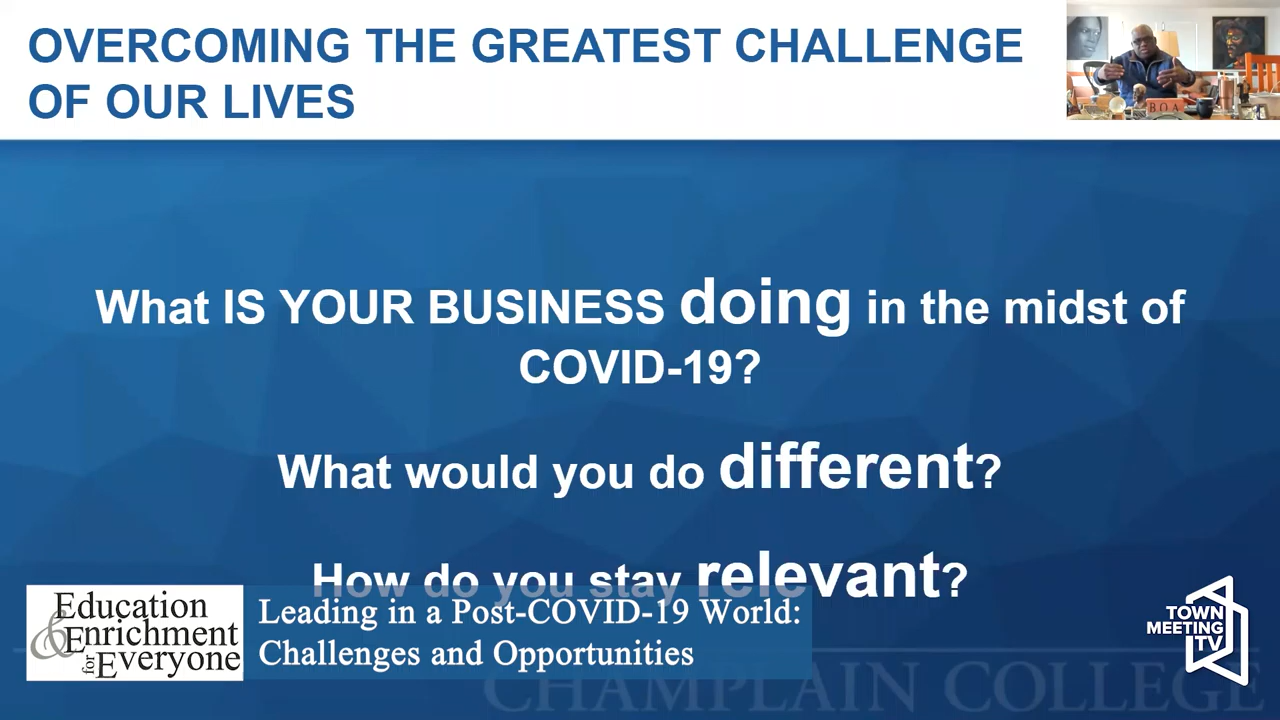 OVERCOMING THE GREATEST CHALLENGE
OF OUR LIVES
BOA
What IS YOUR BUSINESS doing in the midst of
COVID-19?
What would you do different?
How do you stay relevant?
Education
& Enrichment
for Everyone
Leading in a Post-COVID-19 World:
Challenges and Opportunities
TOWN
MEETING
TV
CHAMPLAIN COLLEGE